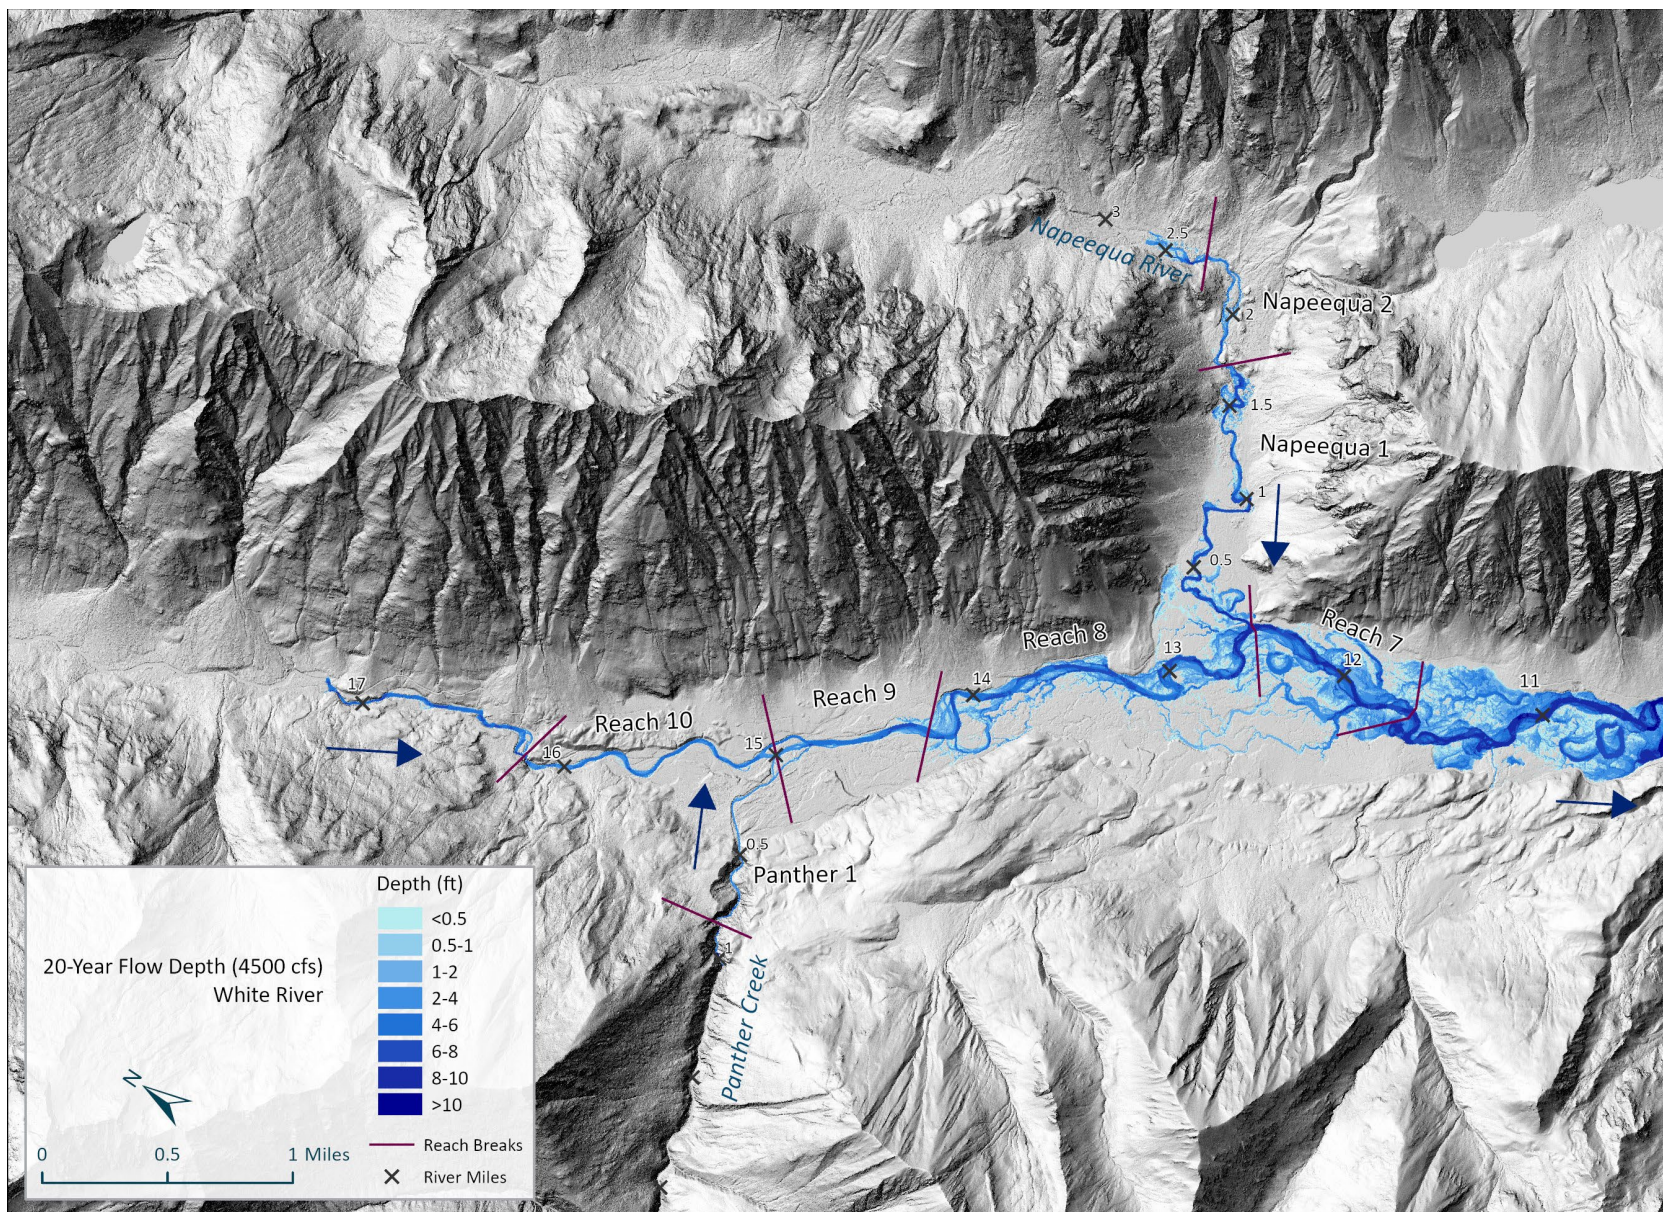 3
2.5
Napeequa River
Napeequa 2
2
1.5
Napeequa 1
1
0.5
Reach 7
Reach 8
13
12
11
14
17
Reach 9
Reach 10
15
16
0.5
Panther 1
1
Panther Creek
20-Year Flow Depth (4500 cfs)
White River
N
0 0.5 1 Miles
Depth (ft)
<0.5
0.5-1
1-2
2-4
4-6
6-8
8-10
>10
Reach Breaks
River Miles